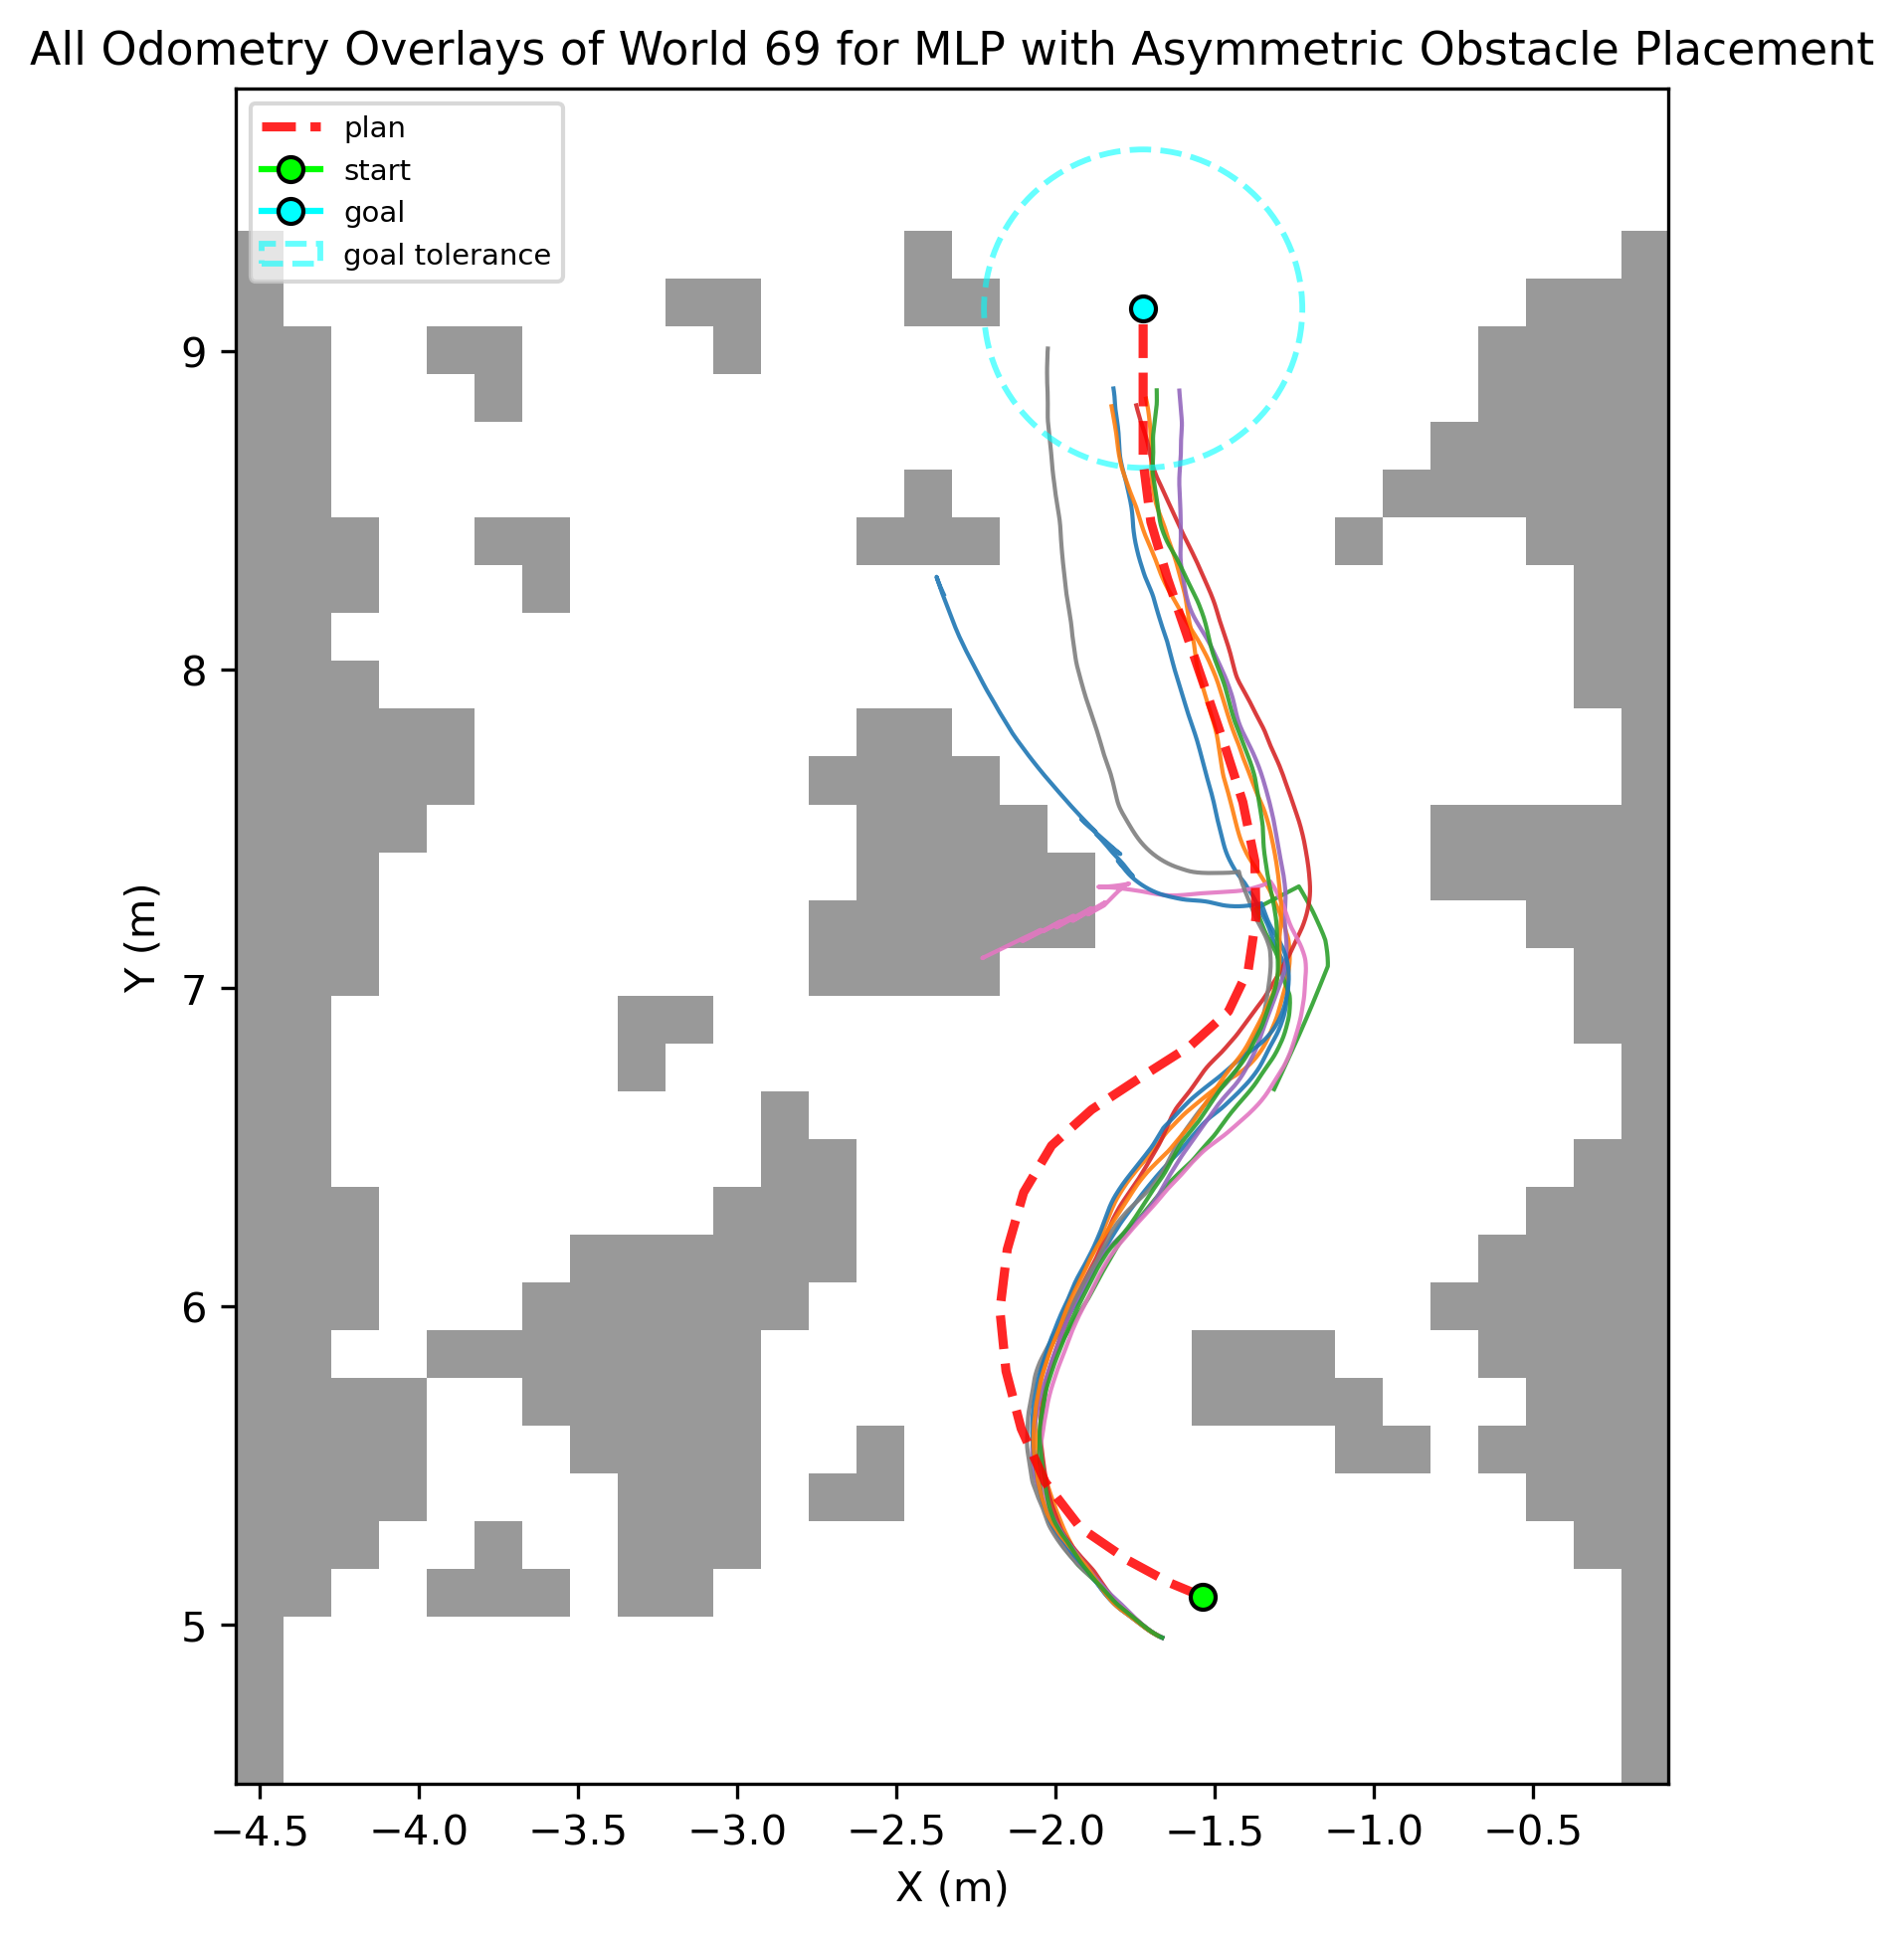 All Odometry Overlays of World 69 for MLP with Asymmetric Obstacle Placement
plan
start
goal
goal tolerance
9
8
7
6
5
Y (m)
−4.5 −4.0 −3.5 −3.0 −2.5 −2.0 −1.5 −1.0 −0.5
X (m)